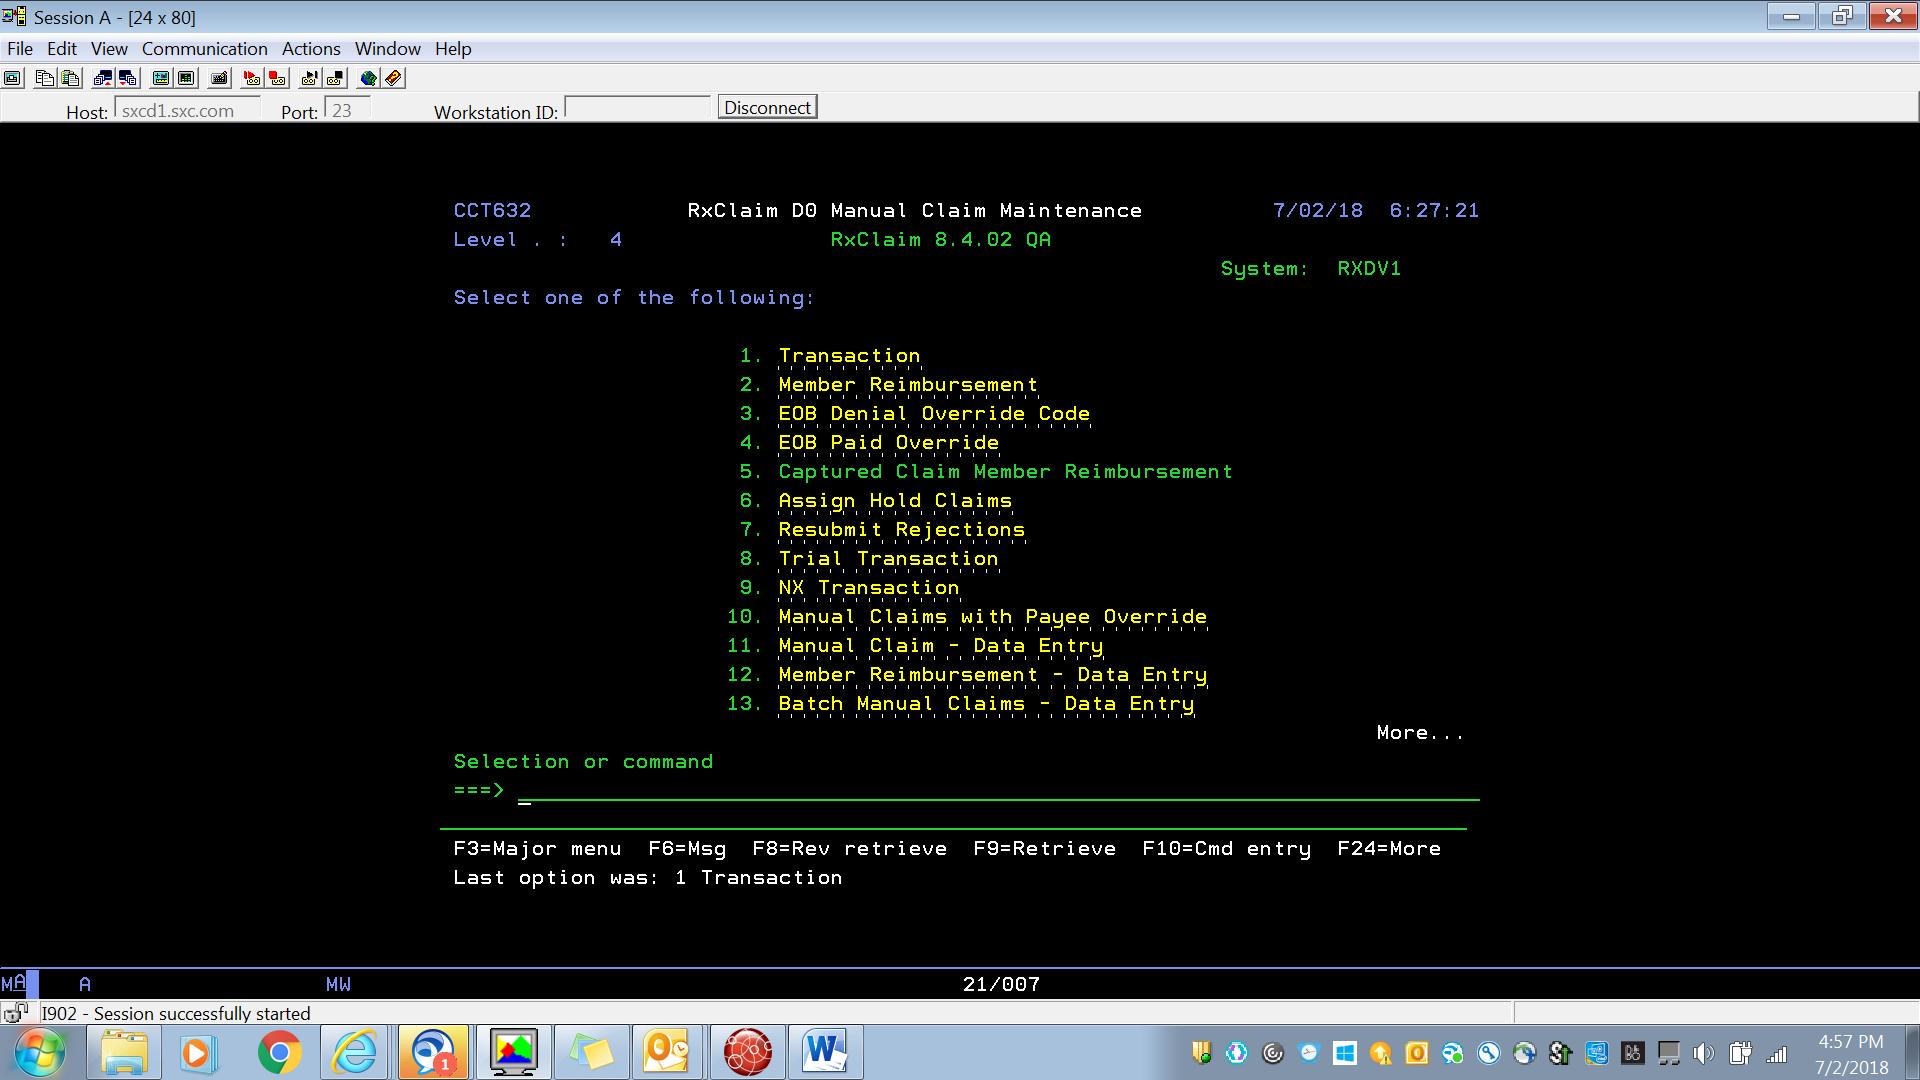 Session A - [24 x 80]
File Edit View Communication Actions Window Help
Host: sxcd1.sxc.com Port: 23 Workstation ID: Disconnect
CCT632 RxClaim D0 Manual Claim Maintenance 7/02/18 6:27:21
Level . : 4 RxClaim 8.4.02 QA
System: RXDV1
Select one of the following:
1. Transaction
2. Member Reimbursement
3. EOB Denial Override Code
4. EOB Paid Override
5. Captured Claim Member Reimbursement
6. Assign Hold Claims
7. Resubmit Rejections
8. Trial Transaction
9. NX Transaction
10. Manual Claims with Payee Override
11. Manual Claim - Data Entry
12. Member Reimbursement - Data Entry
13. Batch Manual Claims - Data Entry
More...
Selection or command
===>
F3=Major menu F6=Msg F8=Rev retrieve F9=Retrieve F10=Cmd entry F24=More
Last option was: 1 Transaction
MA A MW 21/007
I902 - Session successfully started
1
4:57 PM
7/2/2018